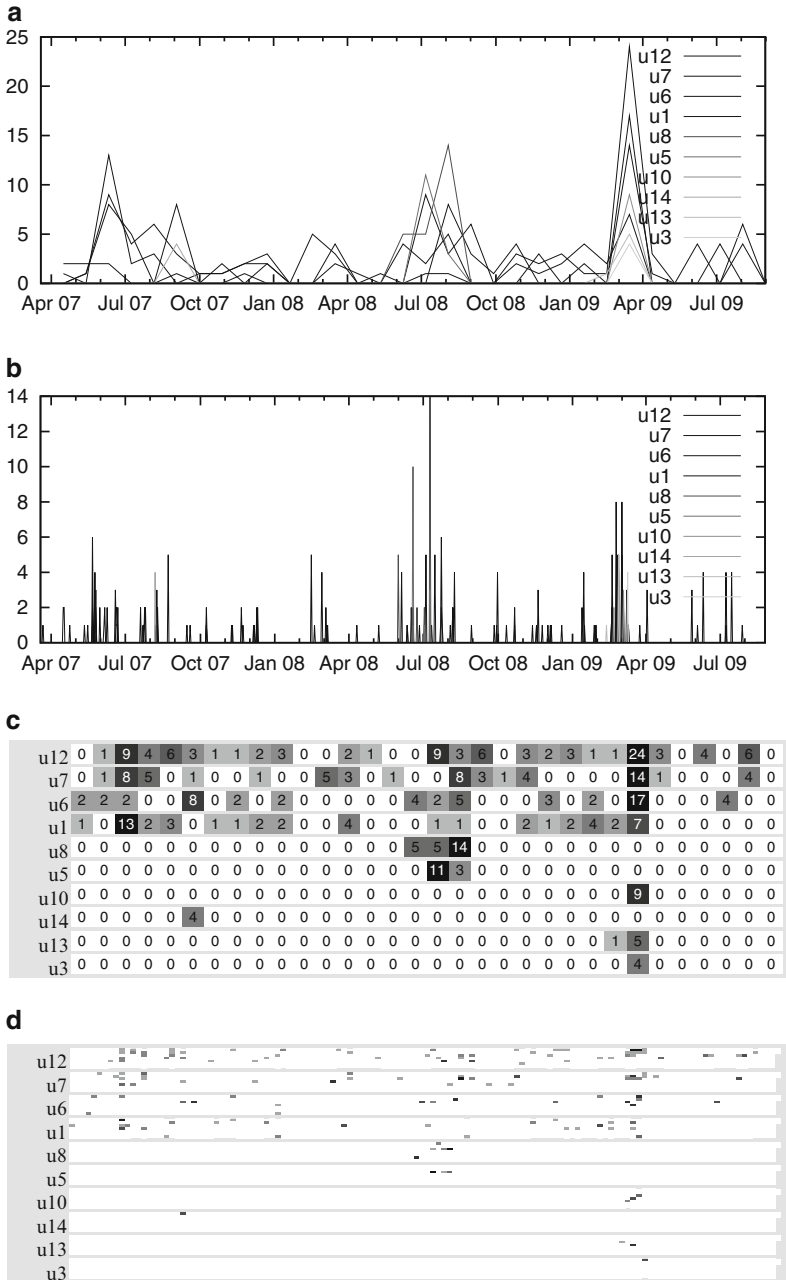 a
25
20
15
10
5
0
u12
u7
u6
u1
u8
u5
u10
u14
u13
u3
Apr 07 Jul 07 Oct 07 Jan 08 Apr 08 Jul 08 Oct 08 Jan 09 Apr 09 Jul 09
b
14
12
10
8
6
4
2
0
u12
u7
u6
u1
u8
u5
u10
u14
u13
u3
Apr 07 Jul 07 Oct 07 Jan 08 Apr 08 Jul 08 Oct 08 Jan 09 Apr 09 Jul 09
c
u12 0 1 9 4 6 3 1 1 2 3 0 0 2 1 0 0 9 3 6 0 3 2 3 1 1 24 3 0 4 0 6 0
u7 0 1 8 5 0 1 0 0 1 0 0 5 3 0 1 0 0 8 3 1 4 0 0 0 0 14 1 0 0 0 4 0
u6 2 2 2 0 0 8 0 2 0 2 0 0 0 0 0 4 2 5 0 0 0 3 0 2 0 17 0 0 0 4 0 0
u1 1 0 13 2 3 0 1 1 2 2 0 0 4 0 0 0 1 1 0 0 2 1 2 4 2 7 0 0 0 0 0 0
u8 0 0 0 0 0 0 0 0 0 0 0 0 0 0 0 5 5 14 0 0 0 0 0 0 0 0 0 0 0 0 0 0
u5 0 0 0 0 0 0 0 0 0 0 0 0 0 0 0 0 11 3 0 0 0 0 0 0 0 0 0 0 0 0 0 0
u10 0 0 0 0 0 0 0 0 0 0 0 0 0 0 0 0 0 0 0 0 0 0 0 0 0 9 0 0 0 0 0 0
u14 0 0 0 0 0 4 0 0 0 0 0 0 0 0 0 0 0 0 0 0 0 0 0 0 0 0 0 0 0 0 0 0
u13 0 0 0 0 0 0 0 0 0 0 0 0 0 0 0 0 0 0 0 0 0 0 0 0 1 5 0 0 0 0 0 0
u3 0 0 0 0 0 0 0 0 0 0 0 0 0 0 0 0 0 0 0 0 0 0 0 0 0 4 0 0 0 0 0 0
d
u12
u7
u6
u1
u8
u5
u10
u14
u13
u3